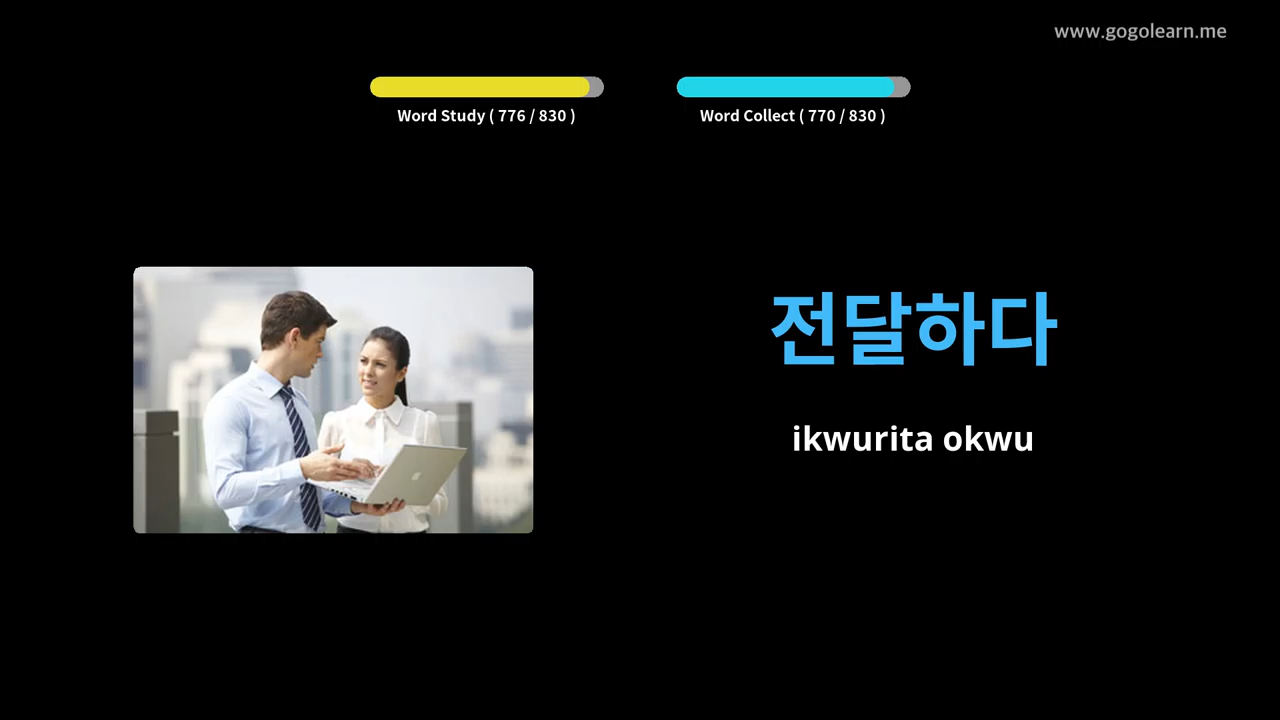 www.gogolearn.me
Word Study ( 776 / 830 )
Word Collect ( 770 / 830 )
전달하다
ikwurita okwu